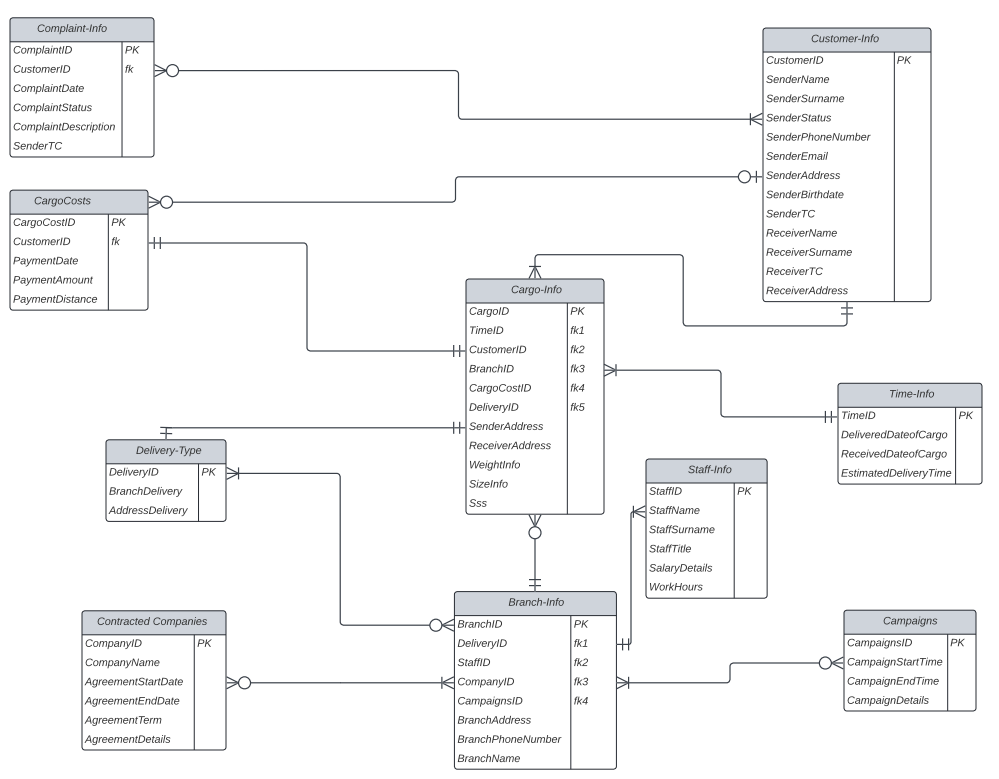 Complaint-Info
ComplaintID PK
CustomerID fk
ComplaintDate
ComplaintStatus
ComplaintDescription
SenderTC
Customer-Info
CustomerID PK
SenderName
SenderSurname
SenderStatus
SenderPhoneNumber
SenderEmail
SenderAddress
SenderBirthdate
SenderTC
ReceiverName
ReceiverSurname
ReceiverTC
ReceiverAddress
CargoCosts
CargoCostID PK
CustomerID fk
PaymentDate
PaymentAmount
PaymentDistance
Cargo-Info
CargoID PK
TimeID fk1
CustomerID fk2
BranchID fk3
CargoCostID fk4
DeliveryID fk5
SenderAddress
ReceiverAddress
WeightInfo
SizeInfo
Sss
Time-Info
TimeID PK
DeliveredDateofCargo
ReceivedDateofCargo
EstimatedDeliveryTime
Delivery-Type
DeliveryID PK
BranchDelivery
AddressDelivery
Staff-Info
StaffID PK
StaffName
StaffSurname
StaffTitle
SalaryDetails
WorkHours
Branch-Info
BranchID PK
DeliveryID fk1
StaffID fk2
CompanyID fk3
CampaignsID fk4
BranchAddress
BranchPhoneNumber
BranchName
Contracted Companies
CompanyID PK
CompanyName
AgreementStartDate
AgreementEndDate
AgreementTerm
AgreementDetails
Campaigns
CampaignsID PK
CampaignStartTime
CampaignEndTime
CampaignDetails